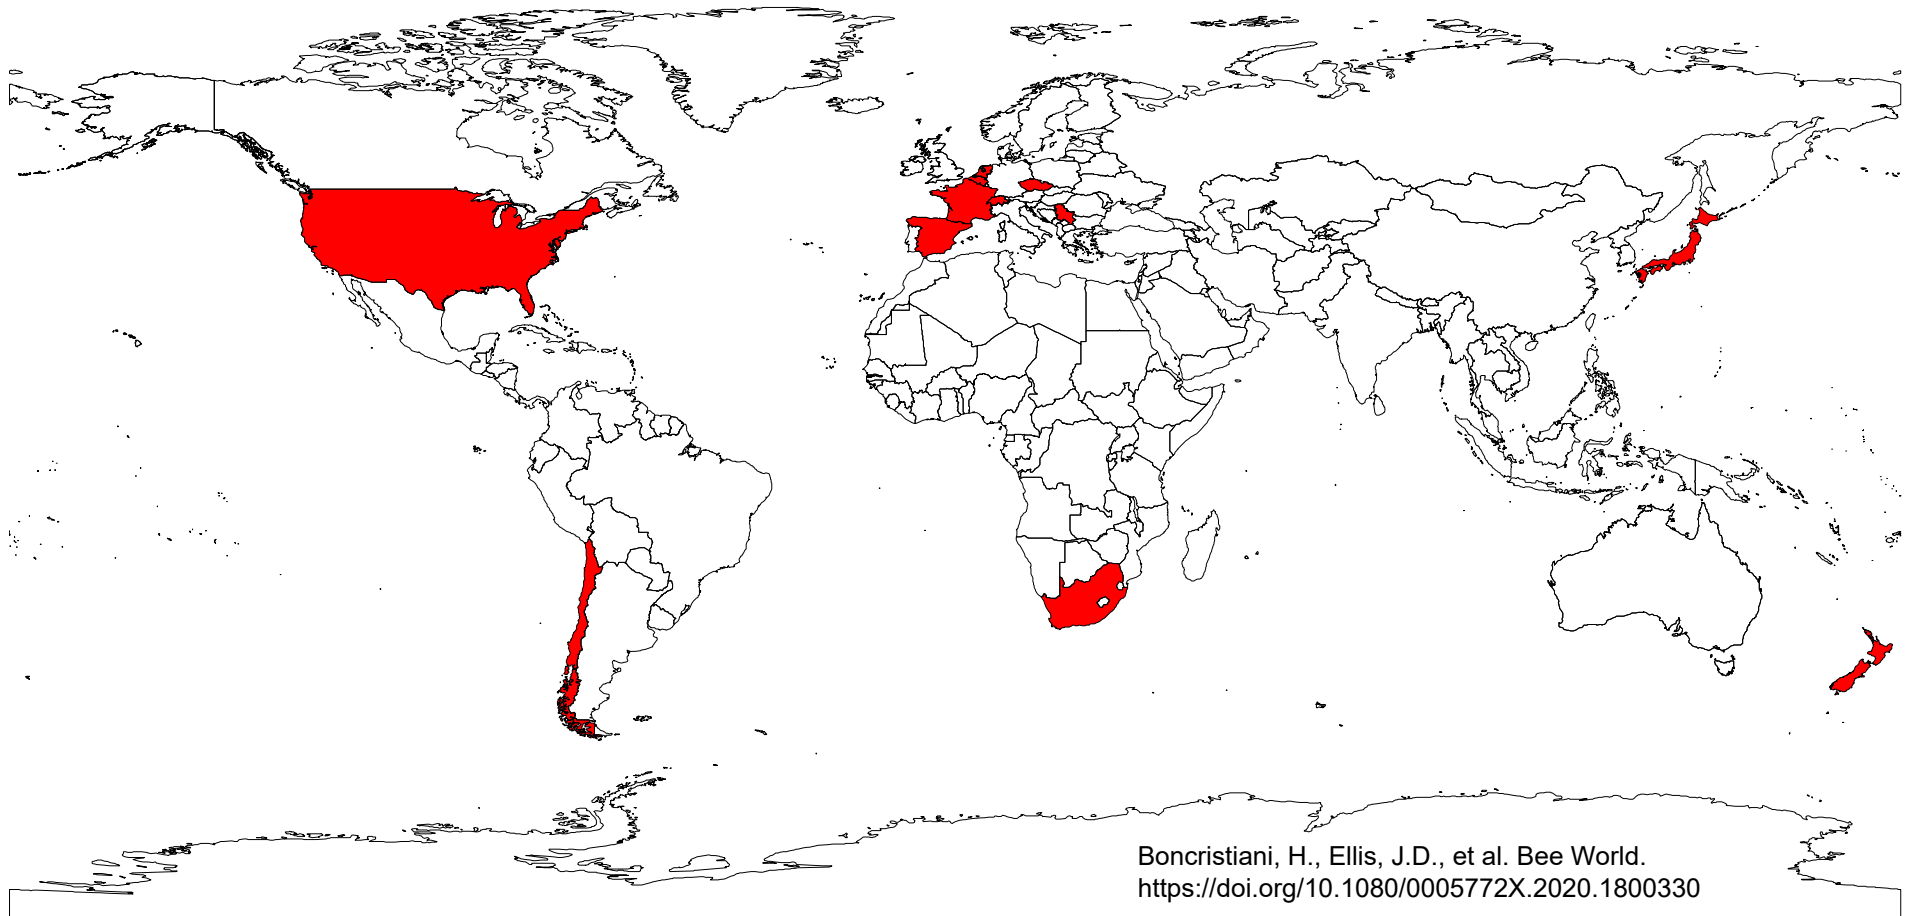 Boncristiani, H., Ellis, J.D., et al. Bee World.
https://doi.org/10.1080/0005772X.2020.1800330